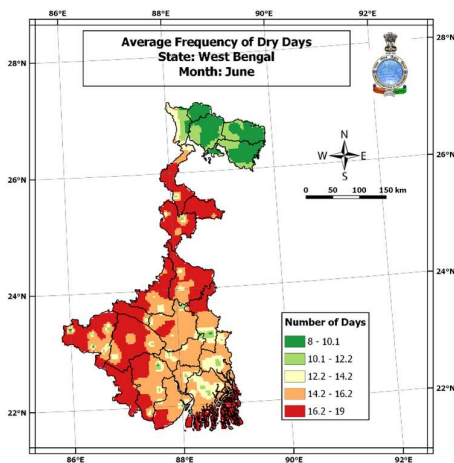 86°E 88°E 90°E 92°E
Average Frequency of Dry Days
State: West Bengal
Month: June
28°N 28°N
N
W E
S
26°N 26°N
0 50 100 150 km
24°N 24°N
Number of Days
8 - 10.1
10.1 - 12.2
12.2 - 14.2
14.2 - 16.2
16.2 - 19
22°N 22°N
86°E 88°E 90°E 92°E